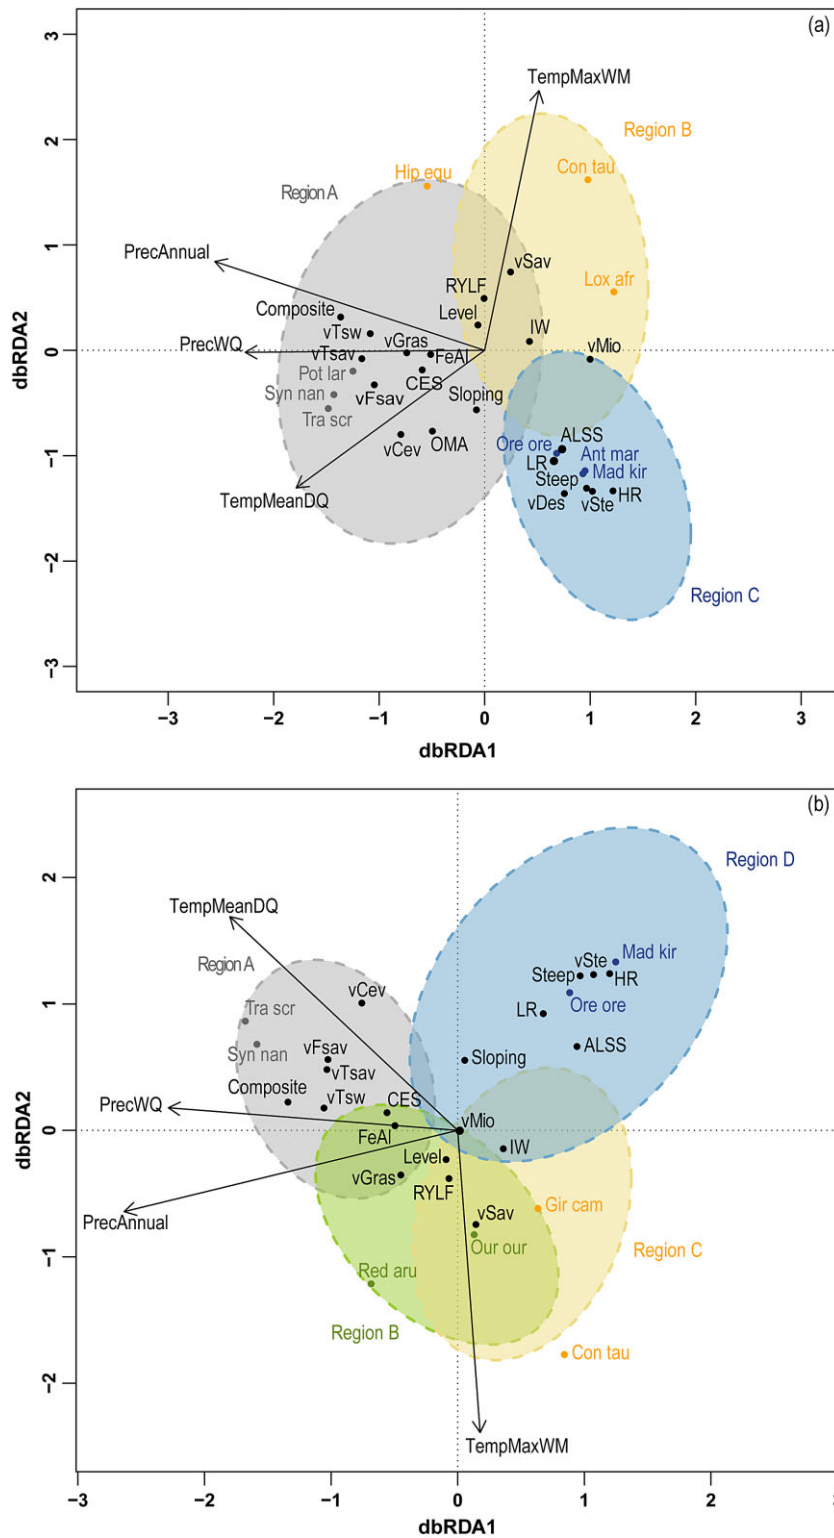 (a)
3
TempMaxWM
Region B
2
Hip equ
Con tau
Region A
1
PrecAnnual
vSav
Lox afr
RYLF
Composite
Level
vTsw
IW
PrecWQ
vGras
0
vTsav
FeAl
vMio
Pot lar
CES
Syn nan
vFsav
Sloping
Tra scr
ALSS
vCev
OMA
Ore ore
−1
LR
Ant mar
Steep
Mad kir
TempMeanDQ
vDes
vSte
HR
−2
Region C
−3
dbRDA2
−3
−2
−1
0
1
2
3
dbRDA1
(b)
Region D
2
TempMeanDQ
Region A
Mad kir
vSte
Steep
HR
vCev
Ore ore
1
Tra scr
LR
Syn nan
vFsav
ALSS
vTsav
Sloping
Composite
vTsw
CES
PrecWQ
vMio
0
FeAl
IW
Level
vGras
RYLF
PrecAnnual
Gir cam
vSav
Our our
Region C
−1
Red aru
Region B
Con tau
−2
TempMaxWM
dbRDA2
−3
−2
−1
0
1
2
3
dbRDA1